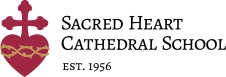 Sacred Heart
Cathedral School
est. 1956